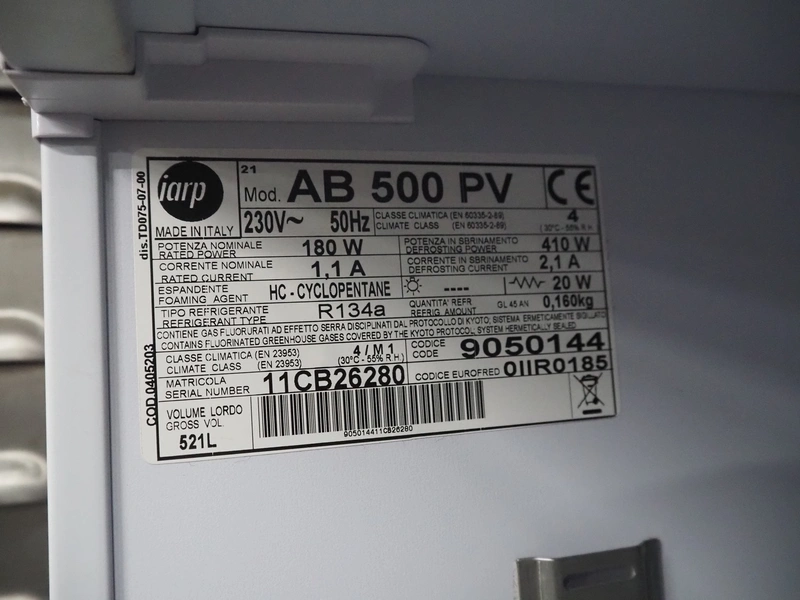 dis.TD075-07-00
COD.0405203
iarp
MADE IN ITALY
21
Mod. AB 500 PV
CE
230V~ 50Hz
CLASSE CLIMATICA (EN 60335-2-89)
CLIMATE CLASS (EN 60335-2-89)
4
(30°C - 55% R.H.)
POTENZA NOMINALE
RATED POWER
180 W
POTENZA IN SBRINAMENTO
DEFROSTING POWER
410 W
CORRENTE NOMINALE
RATED CURRENT
1,1 A
CORRENTE IN SBRINAMENTO
DEFROSTING CURRENT
2,1 A
ESPANDENTE
FOAMING AGENT
HC - CYCLOPENTANE
----
20 W
TIPO REFRIGERANTE
REFRIGERANT TYPE
R134a
QUANTITA' REFR.
REFRIG. AMOUNT
GL 45 AN
0,160kg
CONTIENE GAS FLUORURATI AD EFFETTO SERRA DISCIPLINATI DAL PROTOCOLLO DI KYOTO; SISTEMA ERMETICAMENTE SIGILLATO
CONTAINS FLUORINATED GREENHOUSE GASES COVERED BY THE KYOTO PROTOCOL, SYSTEM HERMETICALLY SEALED
CLASSE CLIMATICA (EN 23953)
CLIMATE CLASS (EN 23953)
4 / M 1
(30°C - 55% R.H.)
CODICE
CODE
9050144
MATRICOLA
SERIAL NUMBER
11CB26280
CODICE EUROFRED
0IIR0185
VOLUME LORDO
GROSS VOL.
521L
905014411CB26280